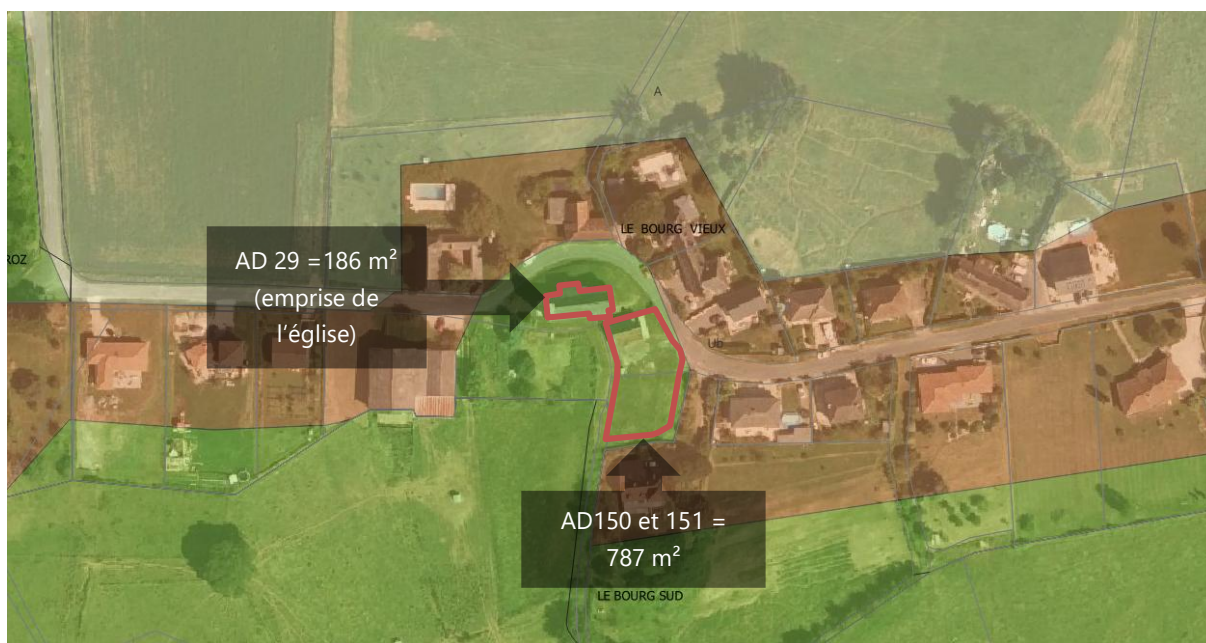 A
LE BOURG VIEUX
ROZ
AD 29 =186 m²
(emprise de
l’église)
Ub
AD150 et 151 =
787 m²
LE BOURG SUD